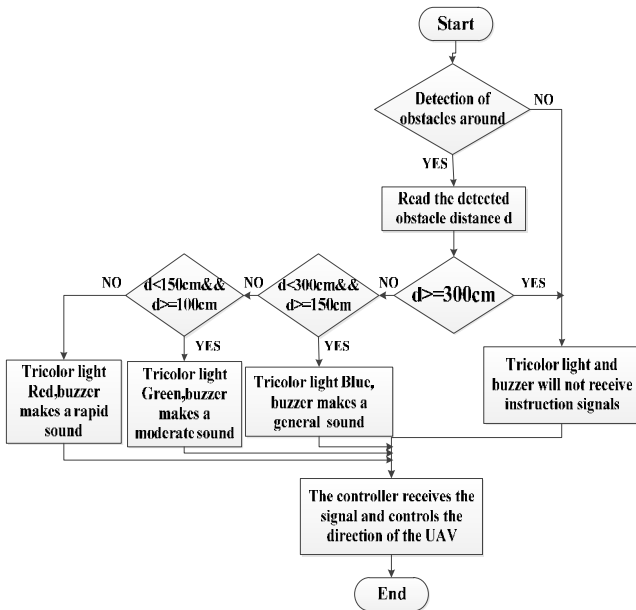 Start
Detection of
obstacles around
NO
YES
Read the detected
obstacle distance d
d>=300cm
YES
NO
d<300cm&&
d>=150cm
NO
YES
d<150cm&&
d>=100cm
NO
YES
Tricolor light
Red,buzzer
makes a rapid
sound
Tricolor light
Green,buzzer
makes a
moderate sound
Tricolor light Blue,
buzzer makes a
general sound
Tricolor light and
buzzer will not receive
instruction signals
The controller receives the
signal and controls the
direction of the UAV
End